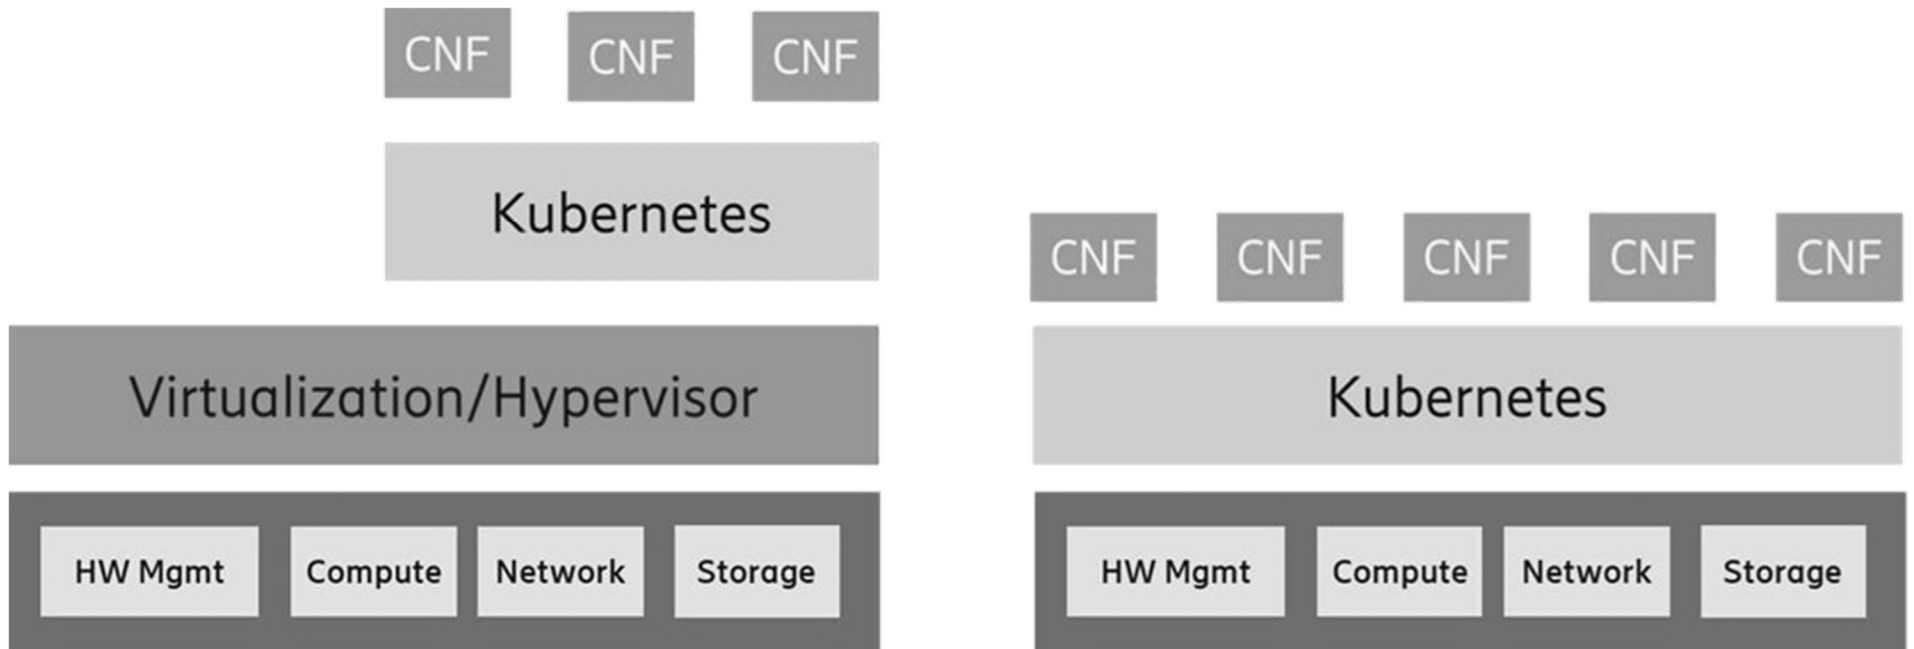 CNF CNF CNF
Kubernetes
Virtualization/Hypervisor
HW Mgmt Compute Network Storage
CNF CNF CNF CNF CNF
Kubernetes
HW Mgmt Compute Network Storage